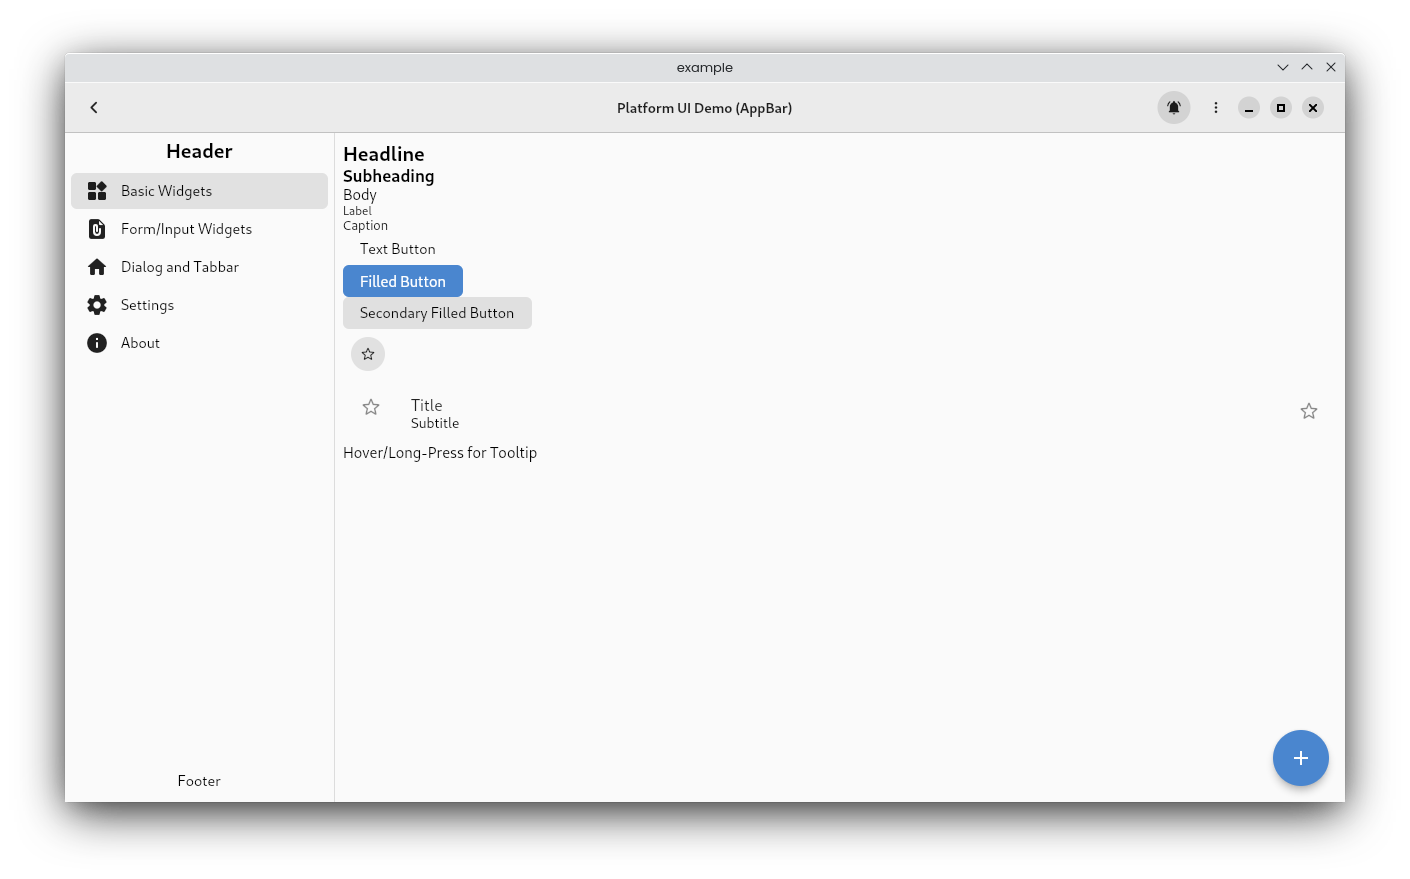 example
Platform UI Demo (AppBar)
Header
Basic Widgets
Form/Input Widgets
Dialog and Tabbar
Settings
About
Footer
Headline
Subheading
Body
Label
Caption
Text Button
Filled Button
Secondary Filled Button
Title
Subtitle
Hover/Long-Press for Tooltip